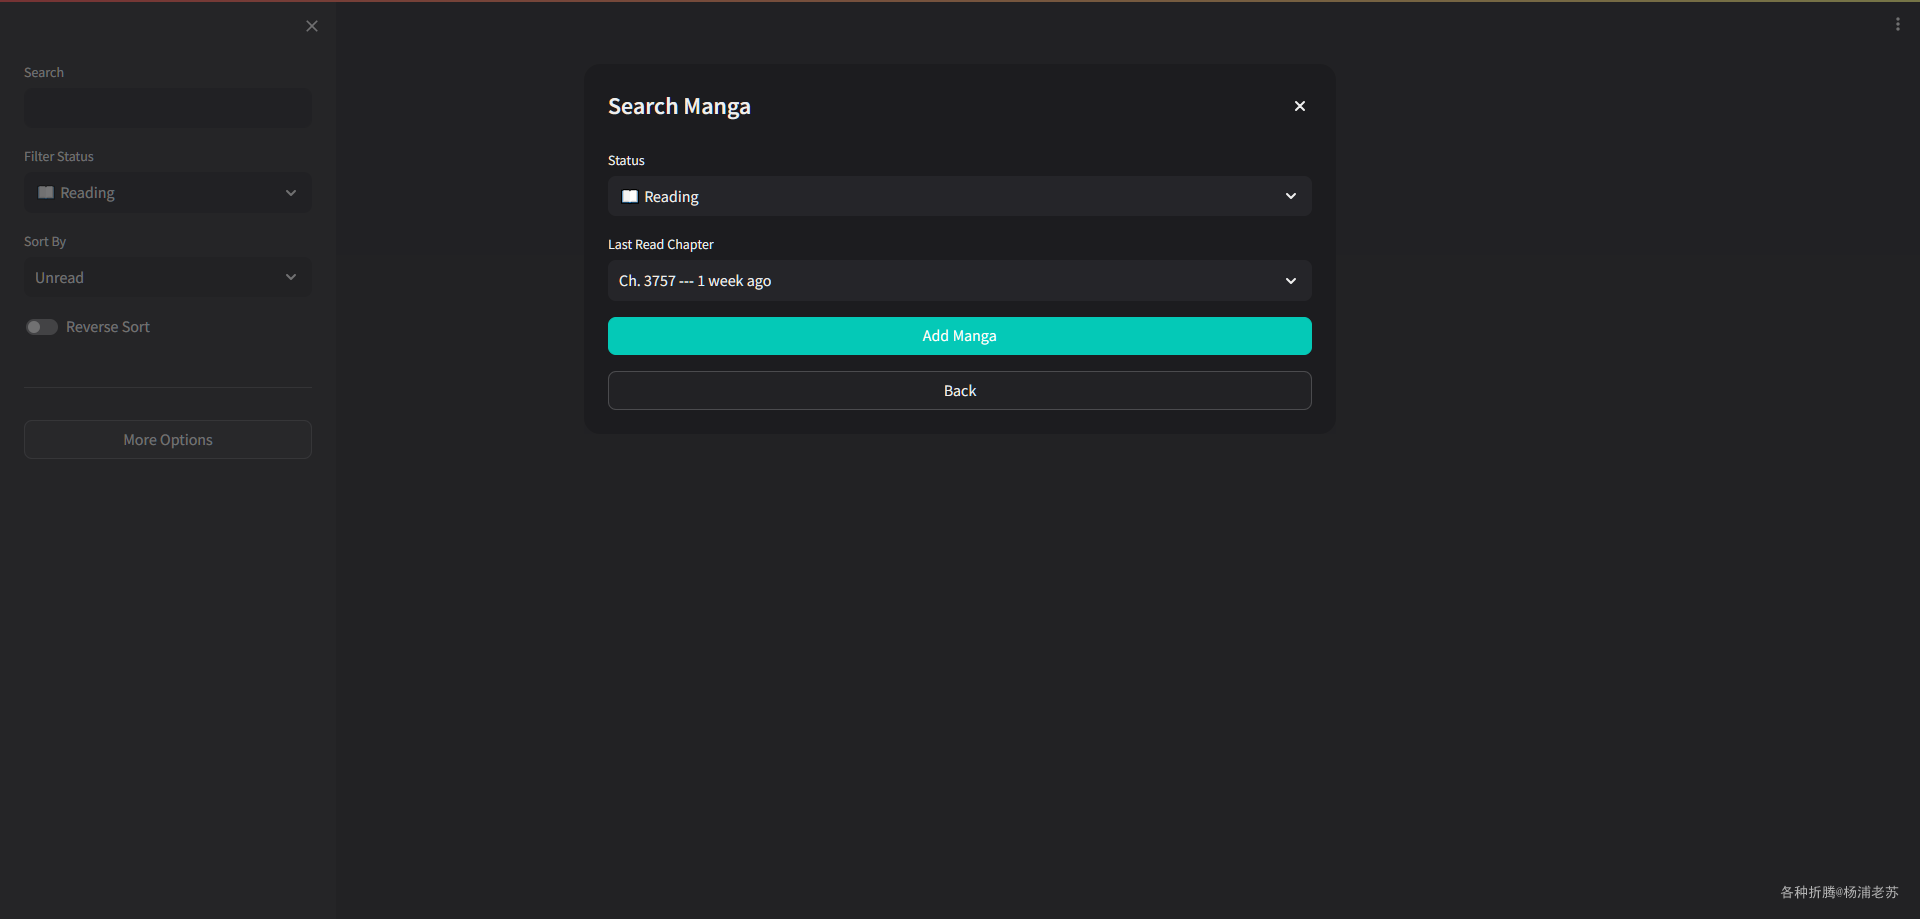 Search
Filter Status
📖 Reading
Sort By
Unread
Reverse Sort
More Options
Search Manga
Status
📖 Reading
Last Read Chapter
Ch. 3757 --- 1 week ago
Add Manga
Back
各种折腾@杨浦老苏